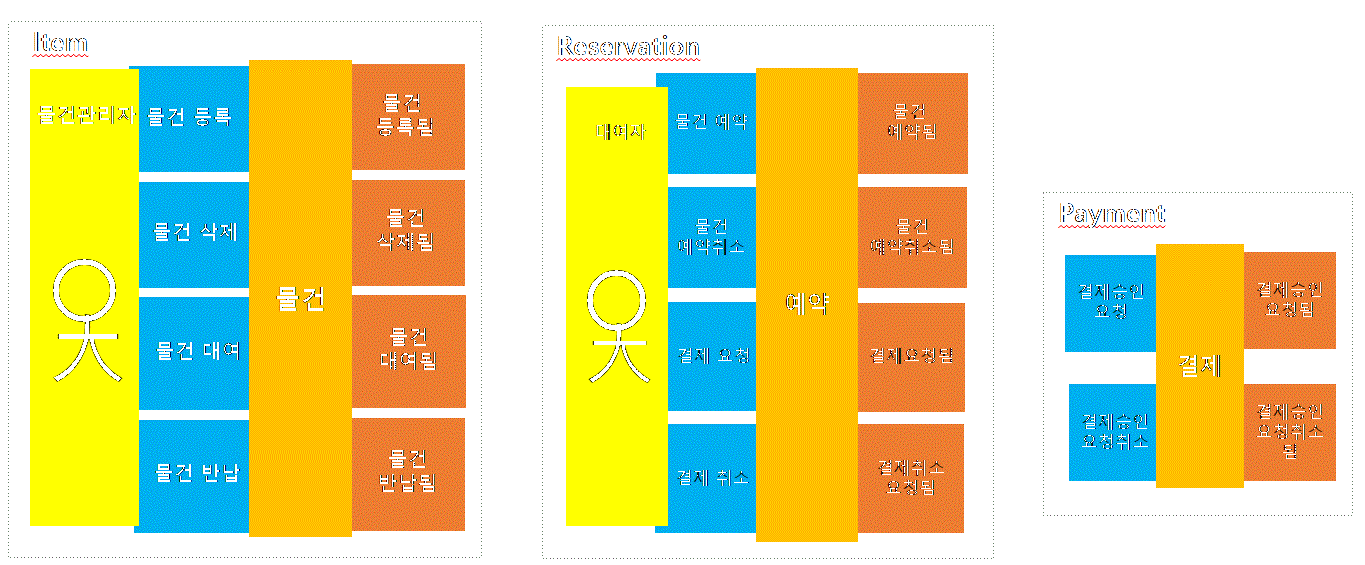 Item
물건관리자
물건 등록
물건 삭제
물건 대여
물건 반납
물건
물건
등록됨
물건
삭제됨
물건
대여됨
물건
반납됨
Reservation
대여자
물건 예약
물건
예약취소
결제 요청
결제 취소
예약
물건
예약됨
물건
예약취소됨
결제요청됨
결제취소
요청됨
Payment
결제승인
요청
결제승인
요청취소
결제
결제승인
요청됨
결제승인
요청취소
됨